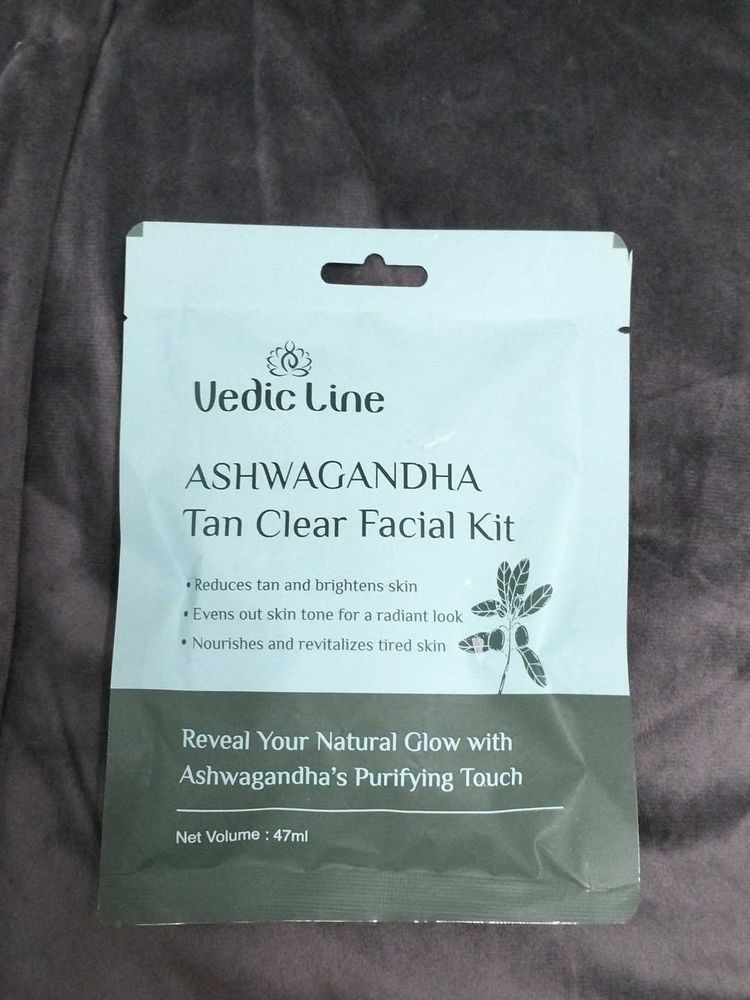 Vedic Line
ASHWAGANDHA
Tan Clear Facial Kit
• Reduces tan and brightens skin
• Evens out skin tone for a radiant look
• Nourishes and revitalizes tired skin
Reveal Your Natural Glow with
Ashwagandha's Purifying Touch
Net Volume : 47ml